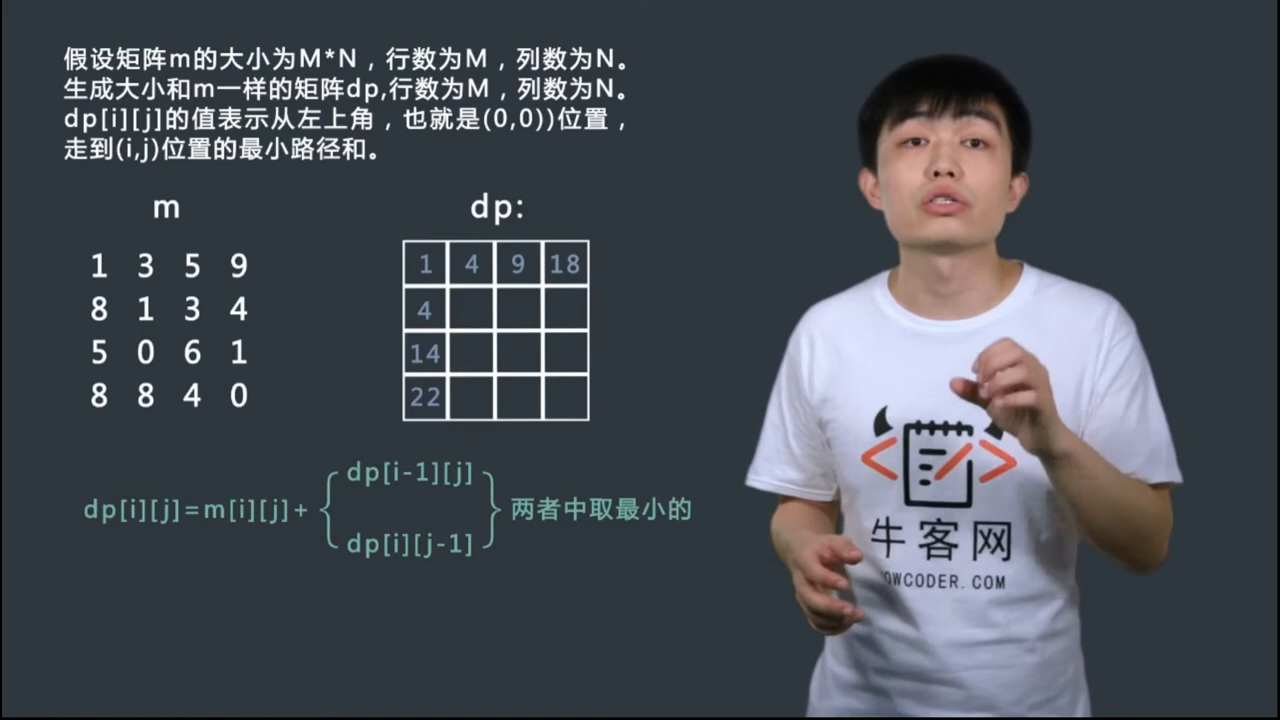 假设矩阵m的大小为M*N，行数为M，列数为N。
生成大小和m一样的矩阵dp,行数为M，列数为N。
dp[i][j]的值表示从左上角，也就是(0,0))位置，
走到(i,j)位置的最小路径和。
m
1 3 5 9
8 1 3 4
5 0 6 1
8 8 4 0
dp:
1 4 9 18
4
14
22
dp[i][j]=m[i][j]+{
dp[i-1][j]
dp[i][j-1]
}两者中取最小的
牛客网
OWCODER.COM